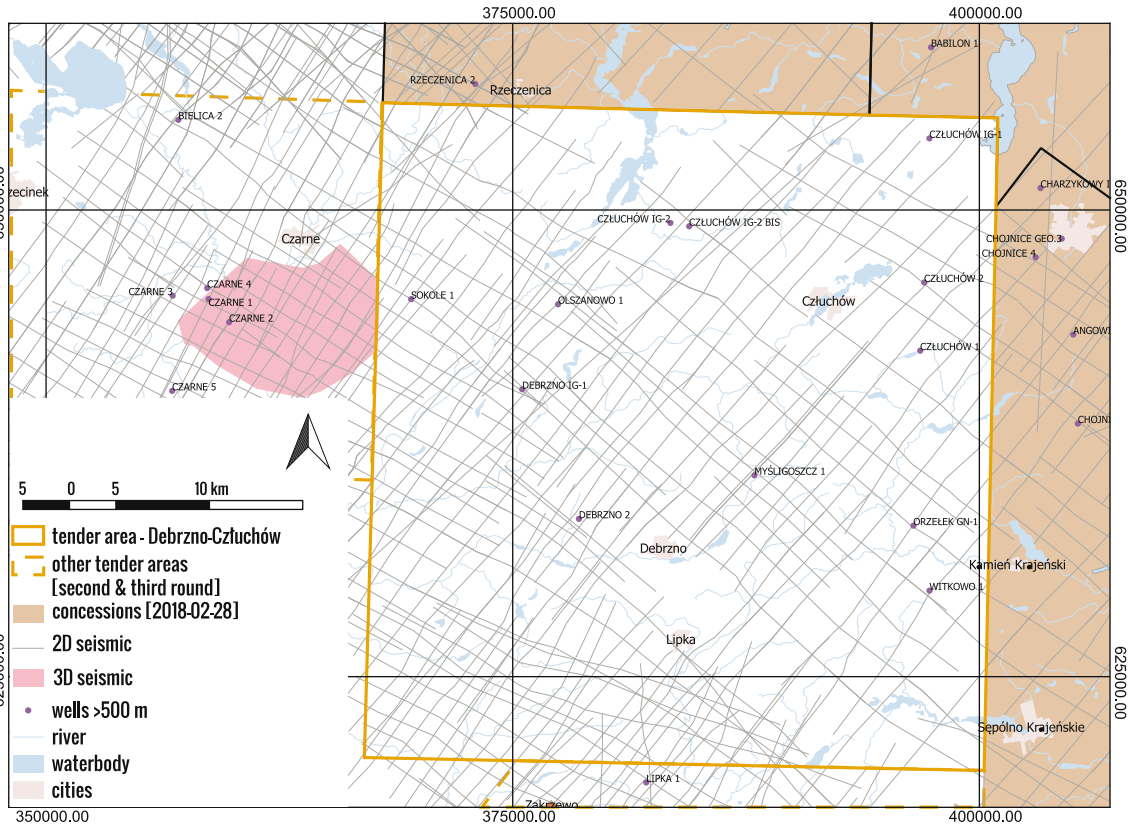 375000.00
400000.00
BABILON 1
RZECZENICA 2
Rzeczenica
BIELICA 2
CZŁUCHÓW IG-1
zecinek
CHARZYKOWY I
650000.00
CZŁUCHÓW IG-2
CZŁUCHÓW IG-2 BIS
Czarne
CHOJNICE GEO.3
CHOJNICE 4
CZŁUCHÓW 2
CZARNE 4
CZARNE 3
CZARNE 1
SOKOLE 1
OLSZANOWO 1
Człuchów
CZARNE 2
ANGOWI
CZŁUCHÓW 1
CZARNE 5
DEBRZNO IG-1
CHOJNI
MYŚLIGOSZCZ 1
5 0 5 10 km
DEBRZNO 2
ORZEŁEK GN-1
tender area - Debrzno-Człuchów
Debrzno
other tender areas
[second & third round]
Kamień Krajeński
WITKOWO 1
concessions [2018-02-28]
2D seismic
Lipka
3D seismic
625000.00
wells >500 m
river
Sępólno Krajeńskie
waterbody
LIPKA 1
cities
Zakrzewo
350000.00
375000.00
400000.00